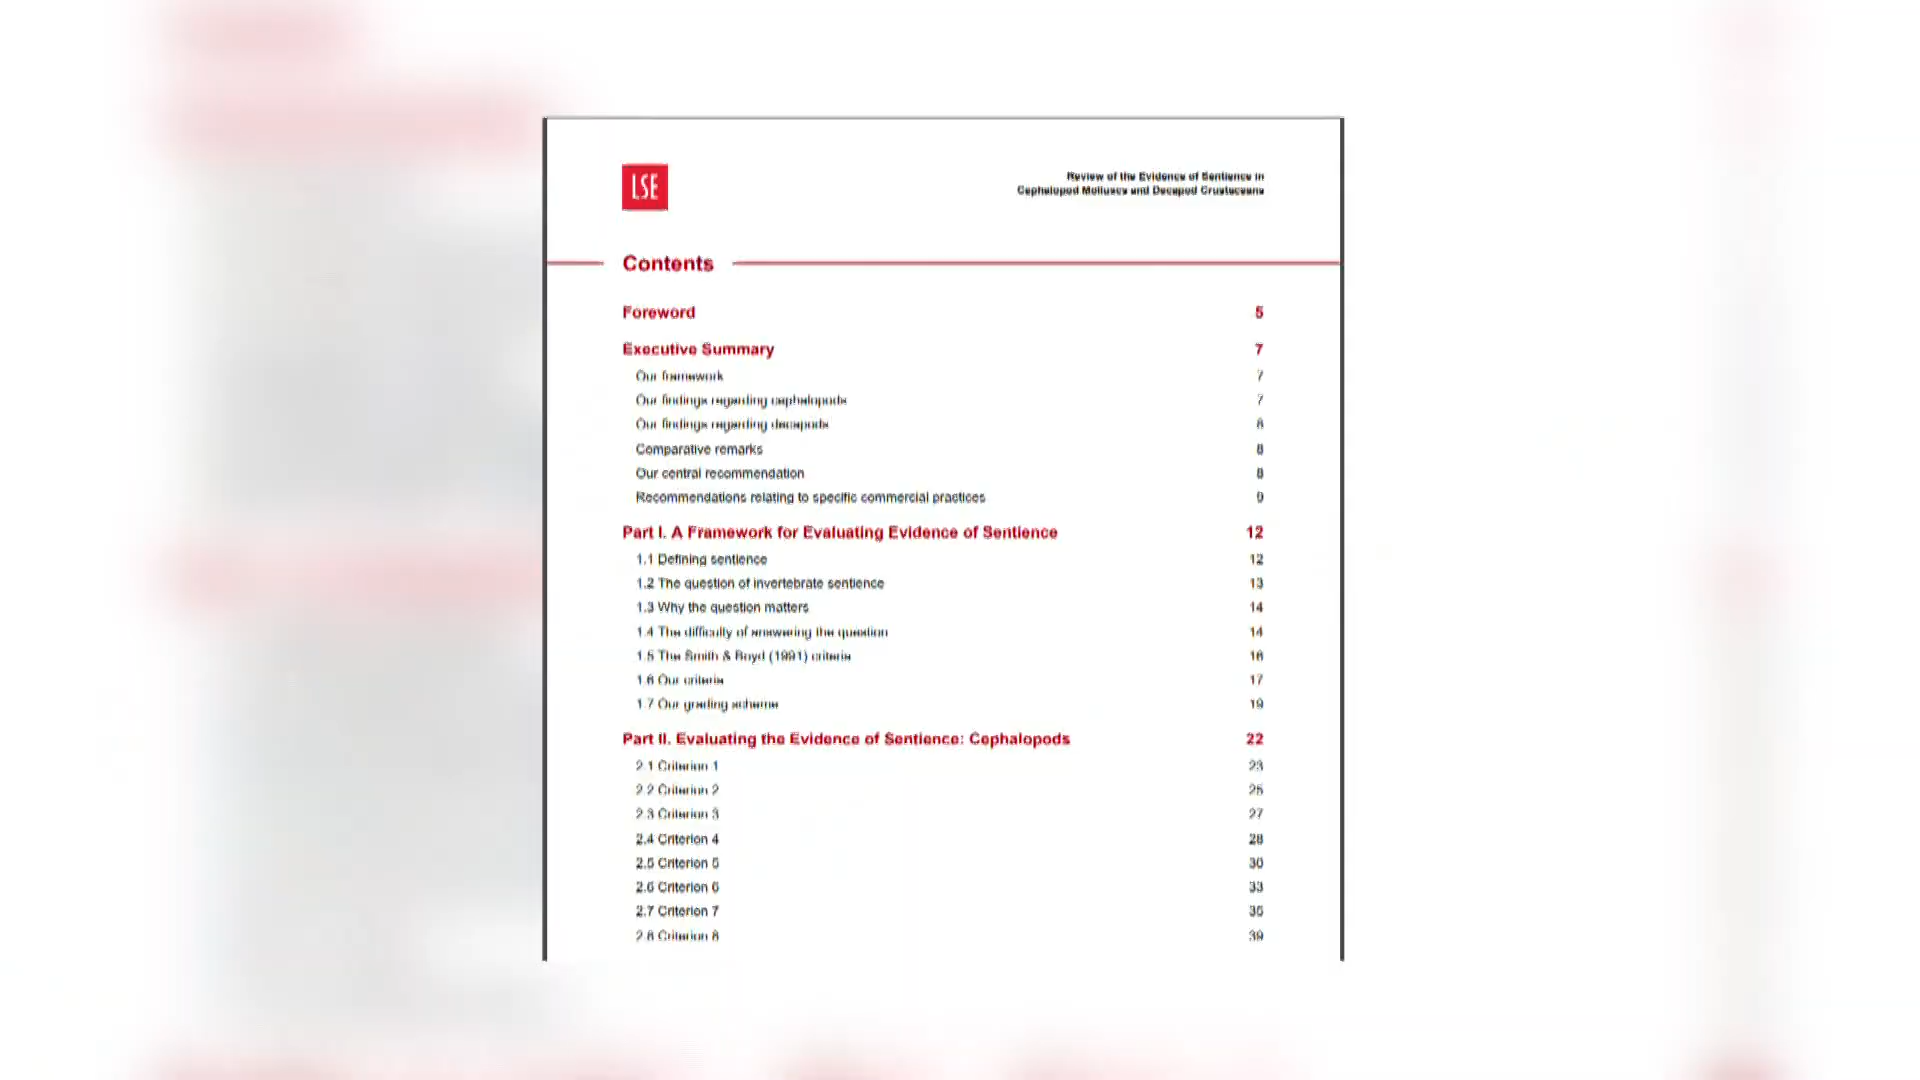 LSE
Review of the Evidence of Sentience in
Cephalopod Molluscs and Decapod Crustaceans
Contents
Foreword 5
Executive Summary 7
Our framework 7
Our findings regarding cephalopods 7
Our findings regarding decapods 8
Comparative remarks 8
Our central recommendation 8
Recommendations relating to specific commercial practices 9
Part I. A Framework for Evaluating Evidence of Sentience 12
1.1 Defining sentience 12
1.2 The question of invertebrate sentience 13
1.3 Why the question matters 14
1.4 The difficulty of answering the question 14
1.5 The Smith & Boyd (1991) criteria 16
1.6 Our criteria 17
1.7 Our grading scheme 19
Part II. Evaluating the Evidence of Sentience: Cephalopods 22
2.1 Criterion 1 23
2.2 Criterion 2 25
2.3 Criterion 3 27
2.4 Criterion 4 28
2.5 Criterion 5 30
2.6 Criterion 6 33
2.7 Criterion 7 35
2.8 Criterion 8 39